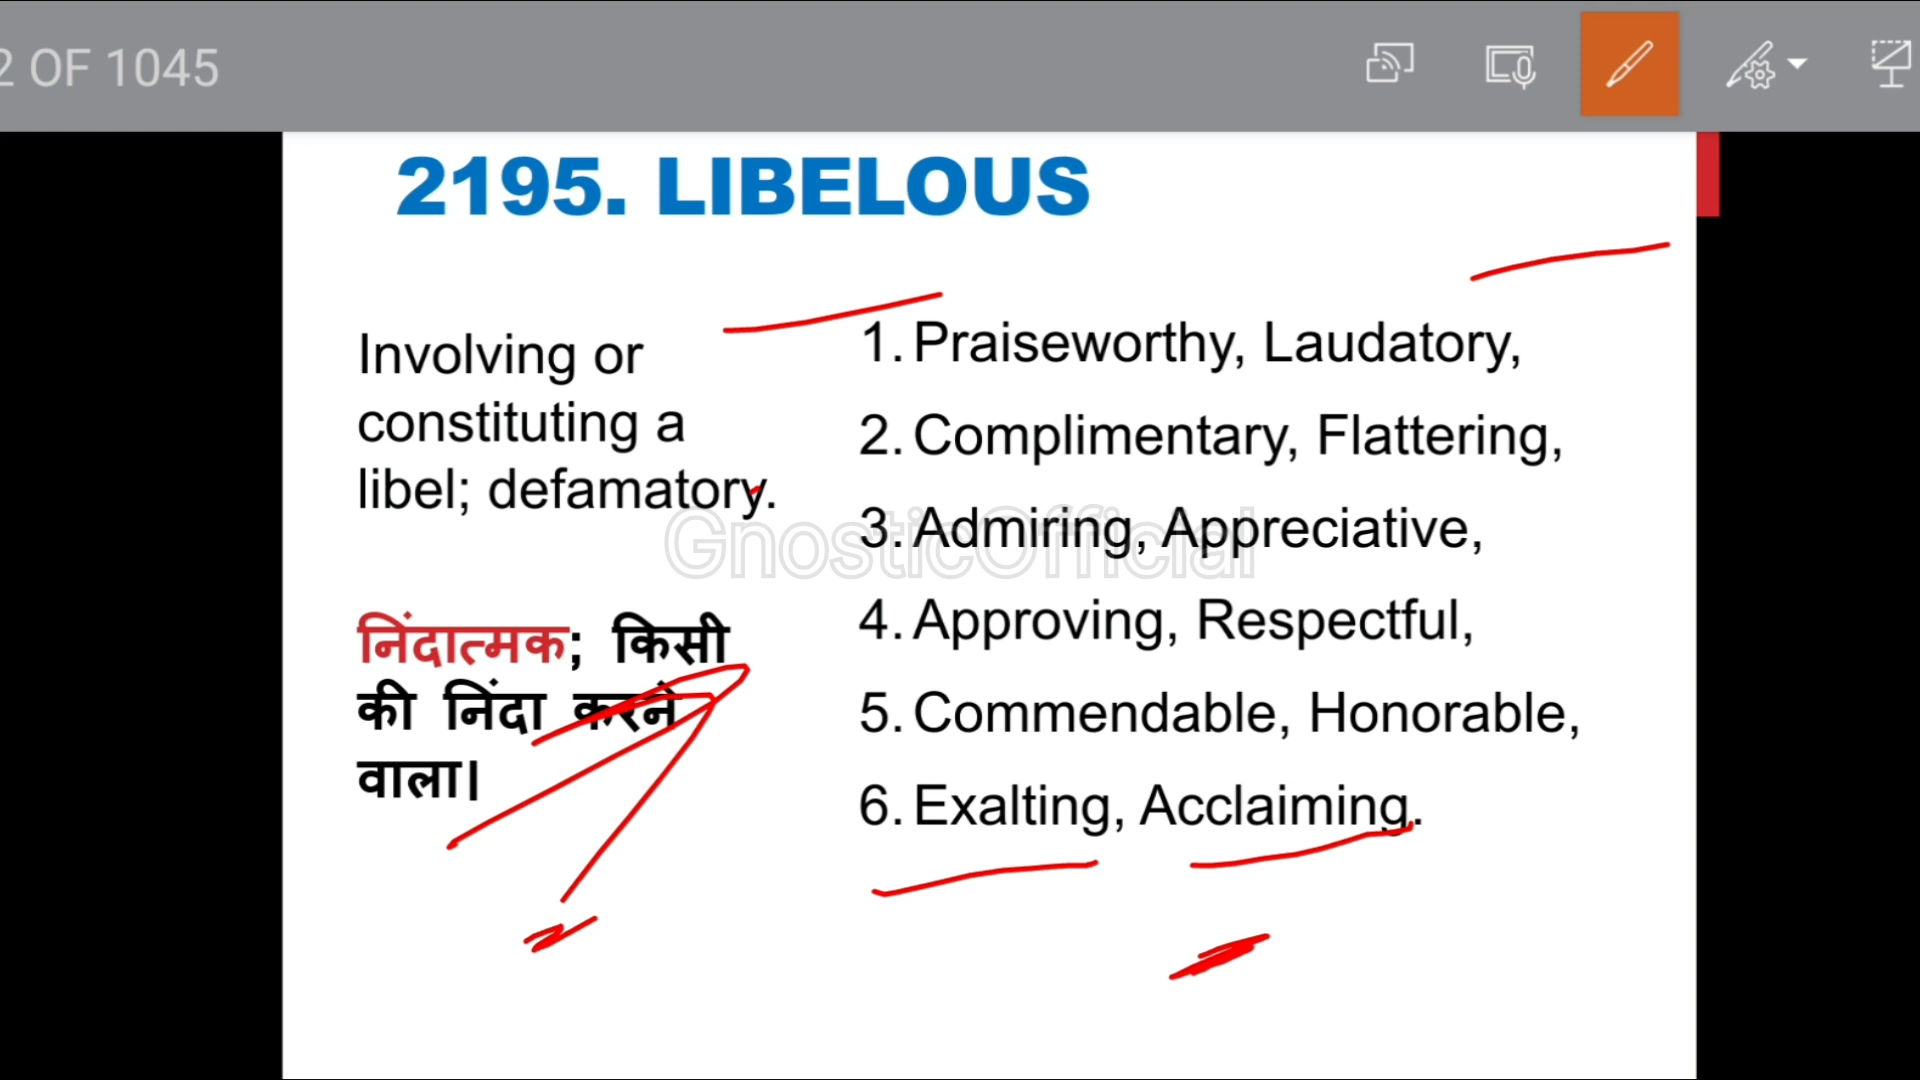 2 OF 1045
2195. LIBELOUS
Involving or
constituting a
libel; defamatory.
निंदात्मक; किसी
की निंदा करने
वाला।
1. Praiseworthy, Laudatory,
2. Complimentary, Flattering,
3. Admiring, Appreciative,
4. Approving, Respectful,
5. Commendable, Honorable,
6. Exalting, Acclaiming.
GnosticOfficial